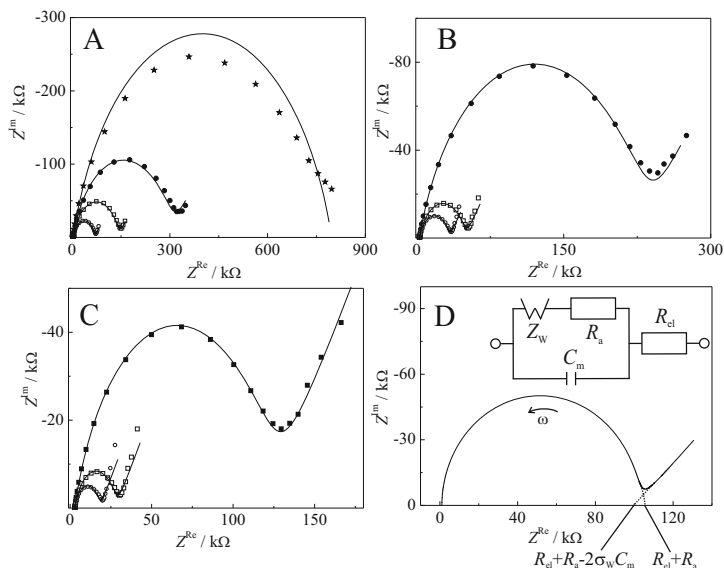 A
-300
-200
-100
Z^Im / kΩ
0
300
600
900
Z^Re / kΩ
B
-80
-40
Z^Im / kΩ
0
150
300
Z^Re / kΩ
C
-40
-20
Z^Im / kΩ
0
50
100
150
Z^Re / kΩ
D
-90
-60
-30
0
Z^Im / kΩ
Z_W
R_a
R_el
C_m
ω
0
40
80
120
Z^Re / kΩ
R_el+R_a-2σ_WC_m
R_el+R_a